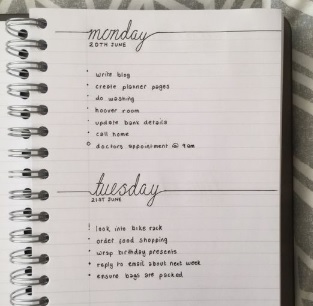 monday
20TH JUNE
· write blog
· create planner pages
· do washing
· hoover room
· update bank details
· call home
o doctors appointment @ 9am
tuesday
21ST JUNE
! look into bike rack
· order food shopping
· wrap birthday presents
· reply to email about next week
· ensure bags are packed